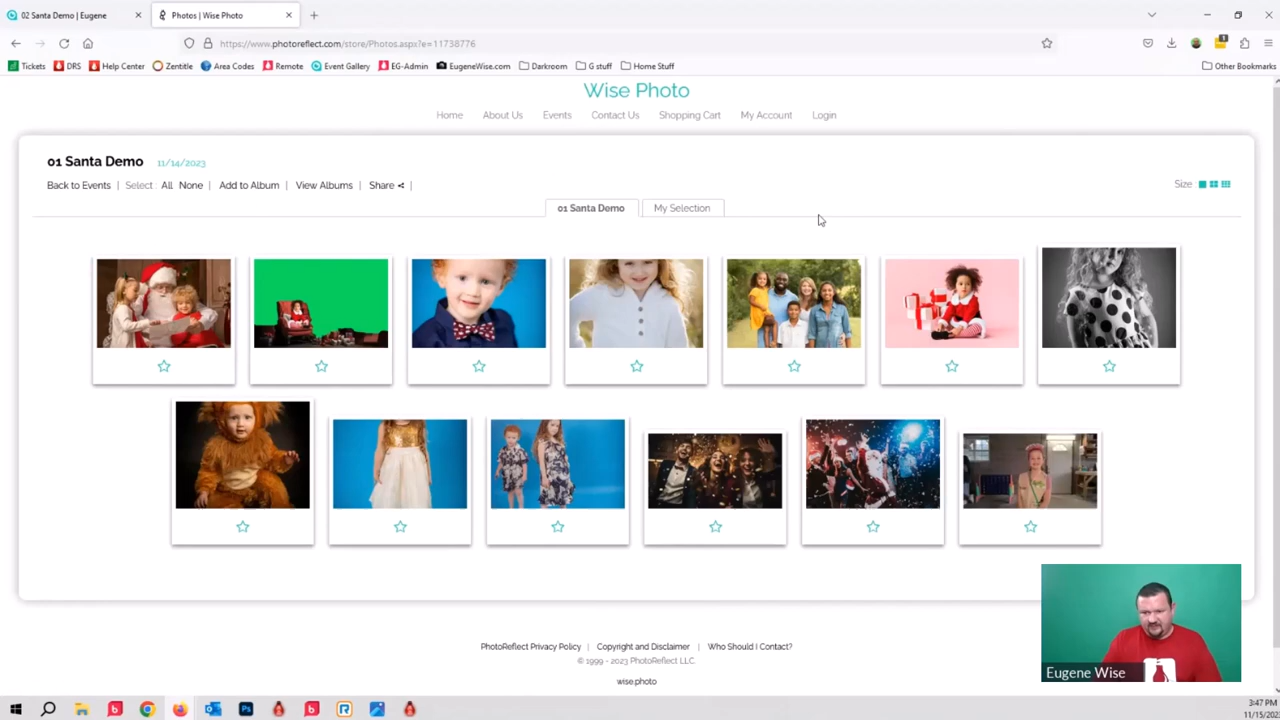 02 Santa Demo | Eugene
Photos | Wise Photo
https://www.photoreflect.com/store/Photos.aspx?e=11738776
Tickets
DRS
Help Center
Zentitle
Area Codes
Remote
Event Gallery
EG-Admin
EugeneWise.com
Darkroom
G stuff
Home Stuff
Other Bookmarks
Wise Photo
Home
About Us
Events
Contact Us
Shopping Cart
My Account
Login
01 Santa Demo 11/14/2023
Back to Events | Select : All None | Add to Album | View Albums | Share |
Size
01 Santa Demo
My Selection
PhotoReflect Privacy Policy | Copyright and Disclaimer | Who Should I Contact?
© 1999 - 2023 PhotoReflect LLC.
wise.photo
Eugene Wise
3:47 PM